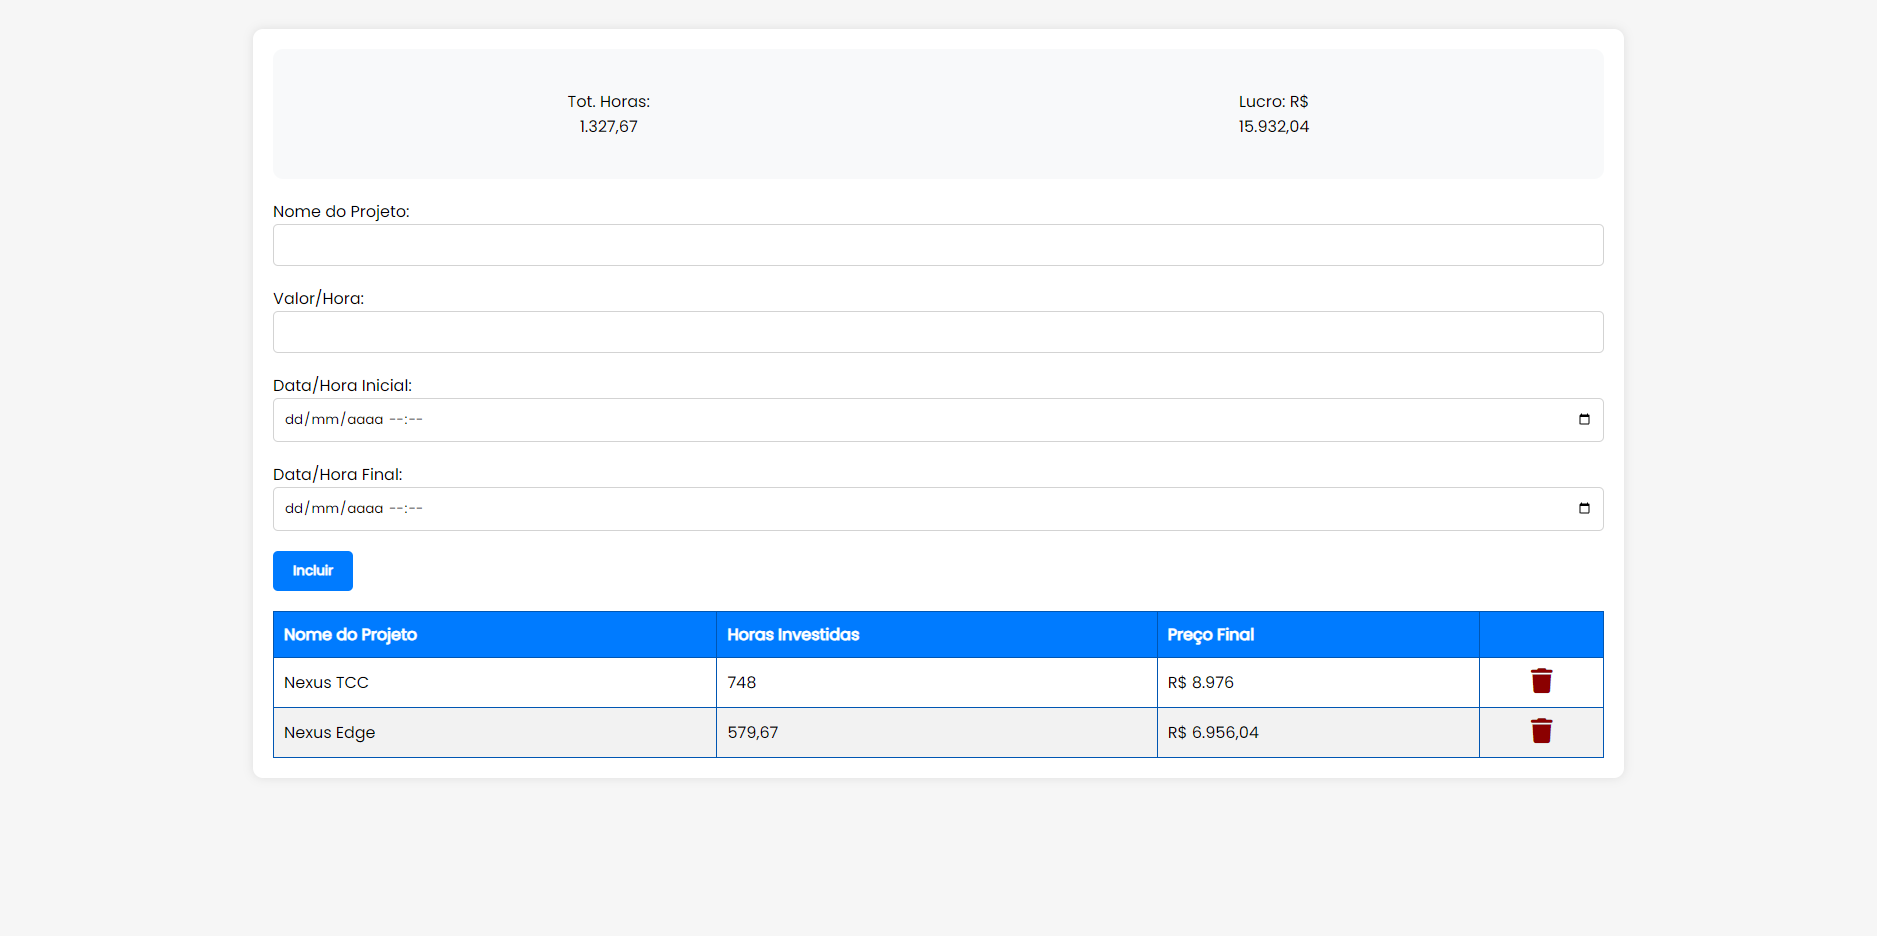 Tot. Horas:
1.327,67
Lucro: R$
15.932,04
Nome do Projeto:
Valor/Hora:
Data/Hora Inicial:
dd/mm/aaaa --:--
Data/Hora Final:
dd/mm/aaaa --:--
Incluir
Nome do Projeto Horas Investidas Preço Final
Nexus TCC 748 R$ 8.976
Nexus Edge 579,67 R$ 6.956,04